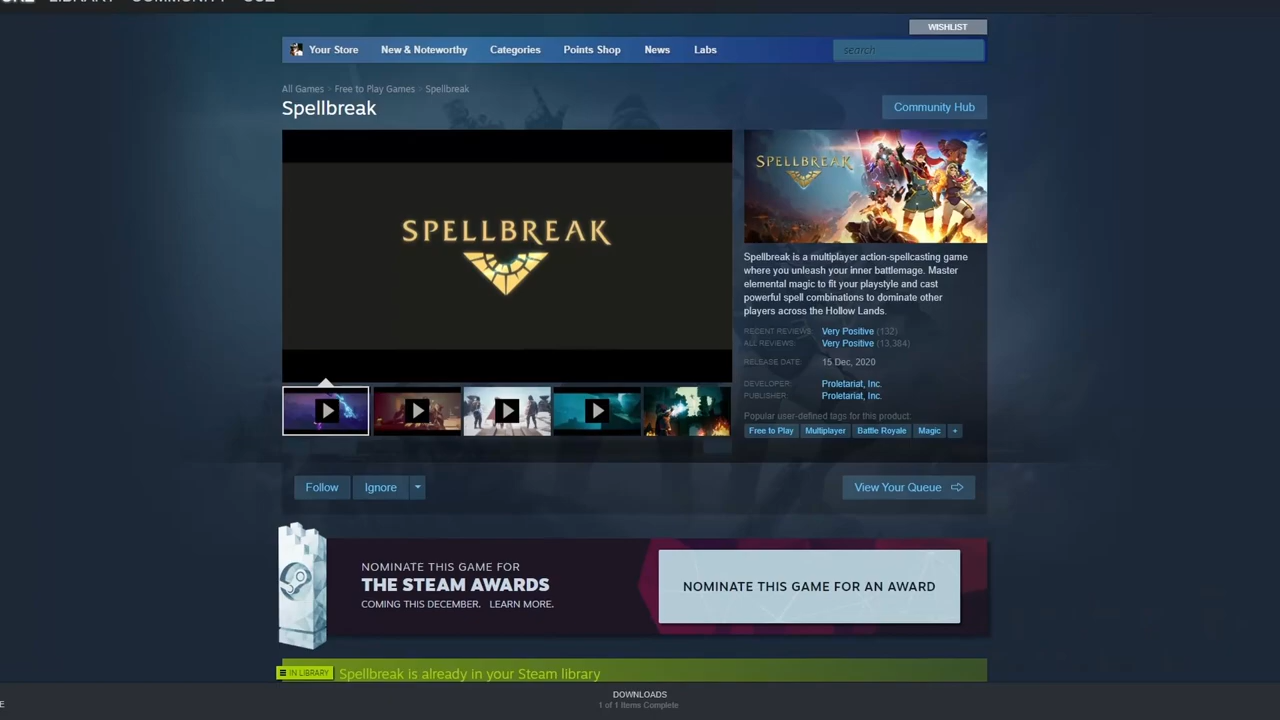 LIBRARY COMMUNITY
WISHLIST
Your Store New & Noteworthy Categories Points Shop News Labs search
All Games > Free to Play Games > Spellbreak
Spellbreak
Community Hub
SPELLBREAK
SPELLBREAK
Spellbreak is a multiplayer action-spellcasting game
where you unleash your inner battlemage. Master
elemental magic to fit your playstyle and cast
powerful spell combinations to dominate other
players across the Hollow Lands.
RECENT REVIEWS: Very Positive (132)
ALL REVIEWS: Very Positive (13,384)
RELEASE DATE: 15 Dec, 2020
DEVELOPER: Proletariat, Inc.
PUBLISHER: Proletariat, Inc.
Popular user-defined tags for this product:
Free to Play Multiplayer Battle Royale Magic +
Follow Ignore View Your Queue
NOMINATE THIS GAME FOR
THE STEAM AWARDS
COMING THIS DECEMBER. LEARN MORE.
NOMINATE THIS GAME FOR AN AWARD
IN LIBRARY Spellbreak is already in your Steam library
DOWNLOADS
1 of 1 Items Complete